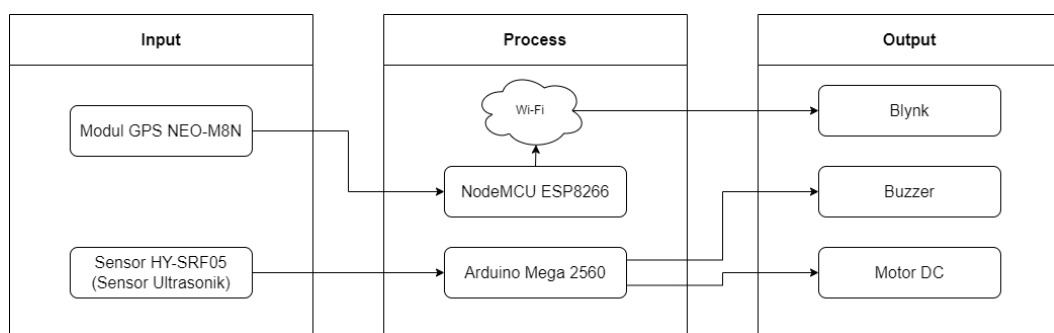 Input
Process
Output
Modul GPS NEO-M8N
Wi-Fi
Blynk
NodeMCU ESP8266
Buzzer
Sensor HY-SRF05
(Sensor Ultrasonik)
Arduino Mega 2560
Motor DC